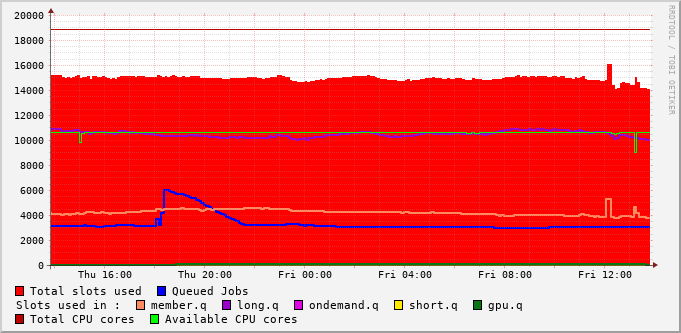 20000
18000
16000
14000
12000
10000
8000
6000
4000
2000
0
Thu 16:00 Thu 20:00 Fri 00:00 Fri 04:00 Fri 08:00 Fri 12:00
RRDTOOL / TOBI OETIKER
Total slots used Queued Jobs
Slots used in : member.q long.q ondemand.q short.q gpu.q
Total CPU cores Available CPU cores